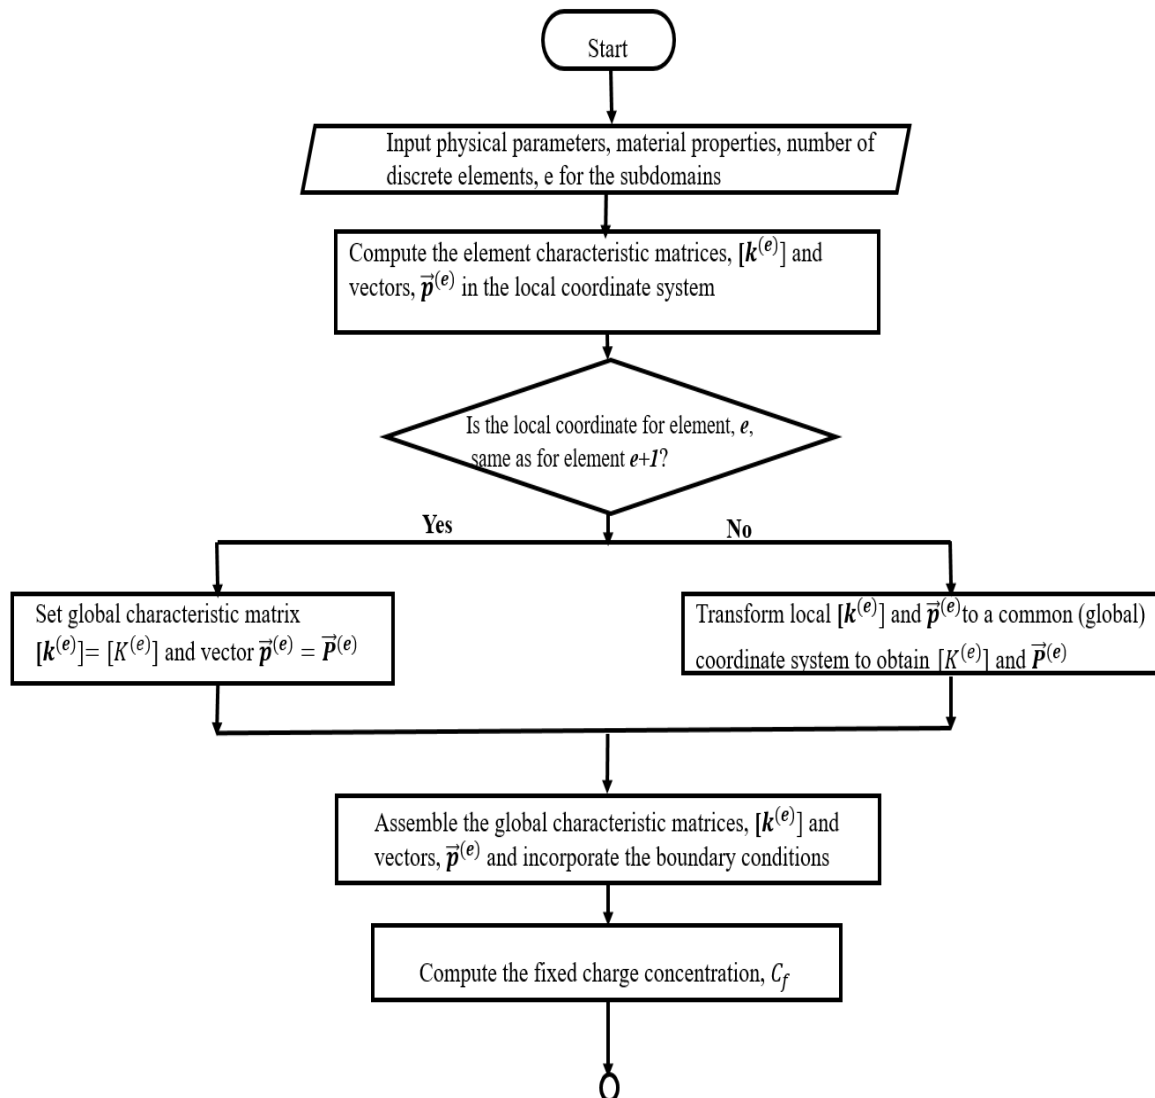 Start
Input physical parameters, material properties, number of
discrete elements, e for the subdomains
Compute the element characteristic matrices, [k⁽ᵉ⁾] and
vectors, p⃗⁽ᵉ⁾ in the local coordinate system
Is the local coordinate for element, e,
same as for element e+1?
Yes
No
Set global characteristic matrix
[k⁽ᵉ⁾]= [K⁽ᵉ⁾] and vector p⃗⁽ᵉ⁾ = P⃗⁽ᵉ⁾
Transform local [k⁽ᵉ⁾] and p⃗⁽ᵉ⁾to a common (global)
coordinate system to obtain [K⁽ᵉ⁾] and P⃗⁽ᵉ⁾
Assemble the global characteristic matrices, [k⁽ᵉ⁾] and
vectors, p⃗⁽ᵉ⁾ and incorporate the boundary conditions
Compute the fixed charge concentration, C_f